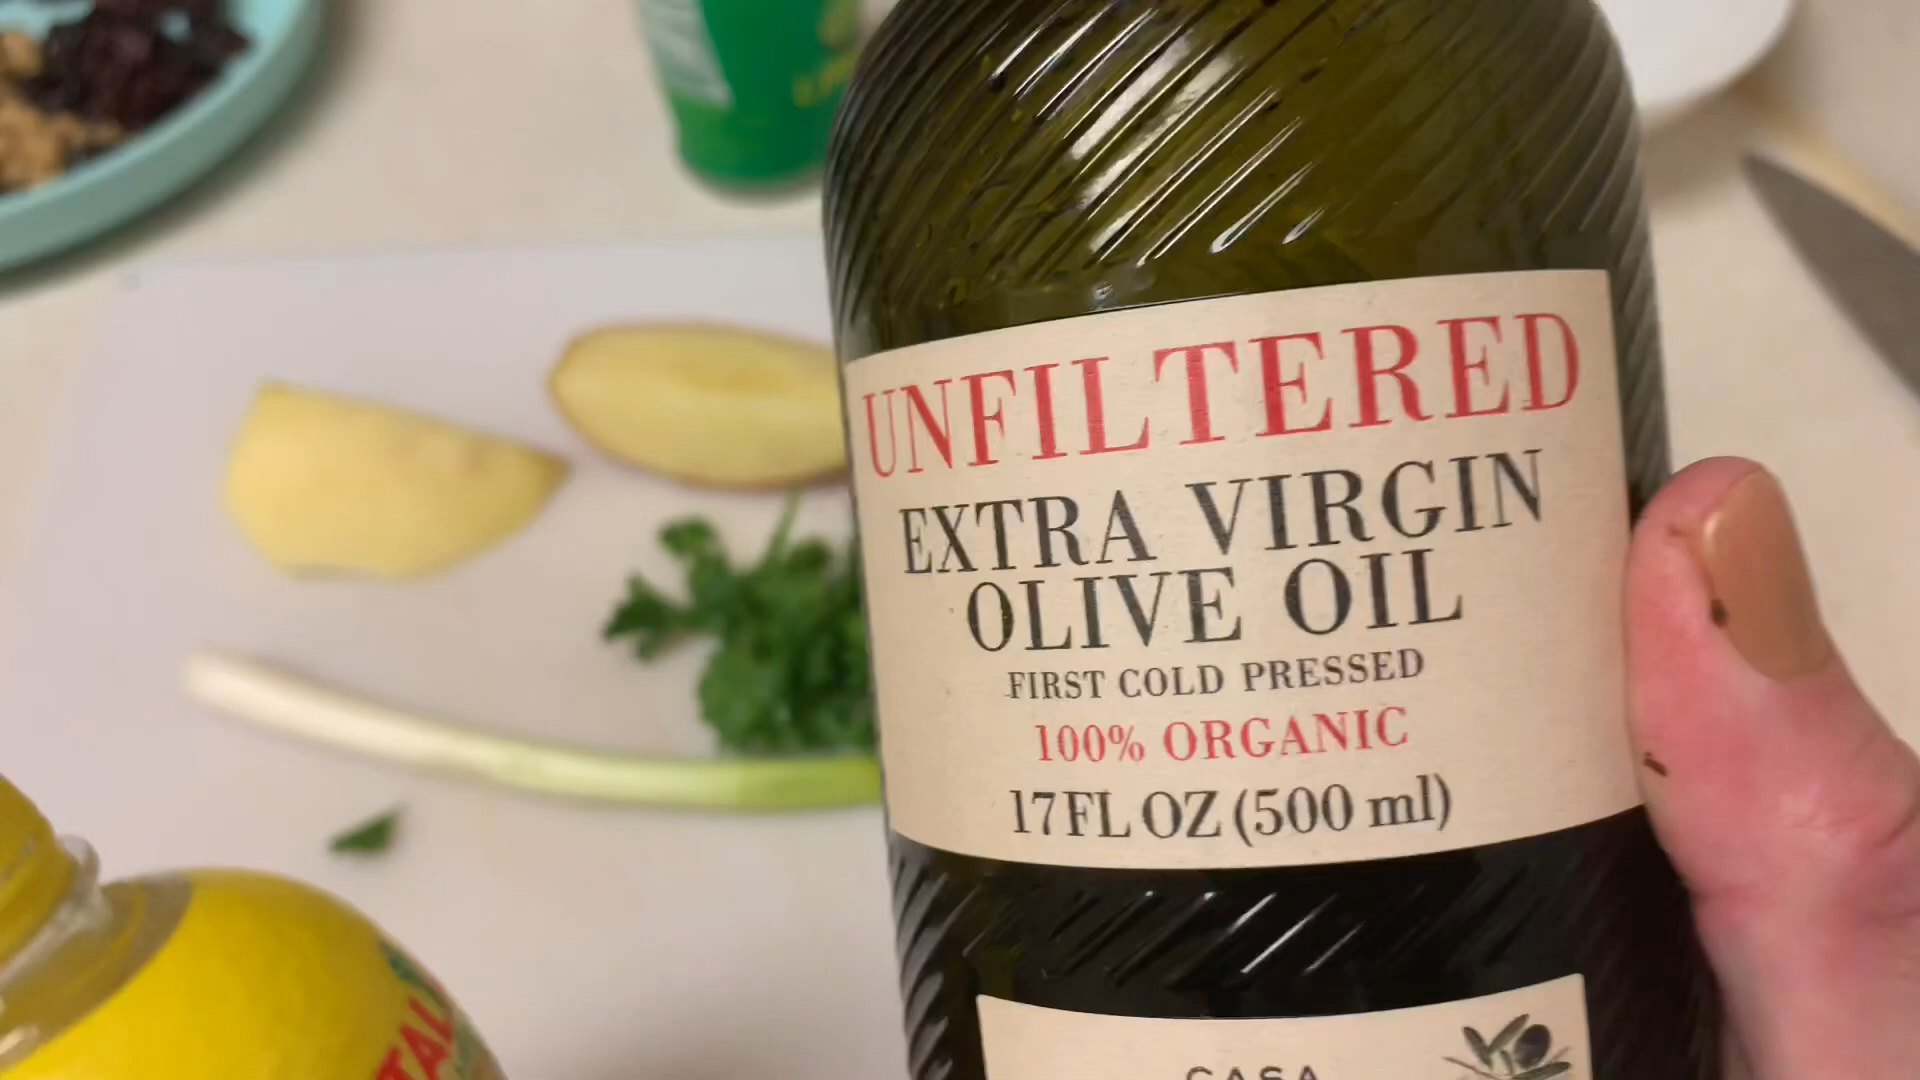 UNFILTERED
EXTRA VIRGIN
OLIVE OIL
FIRST COLD PRESSED
100% ORGANIC
17 FL OZ (500 ml)
CASA